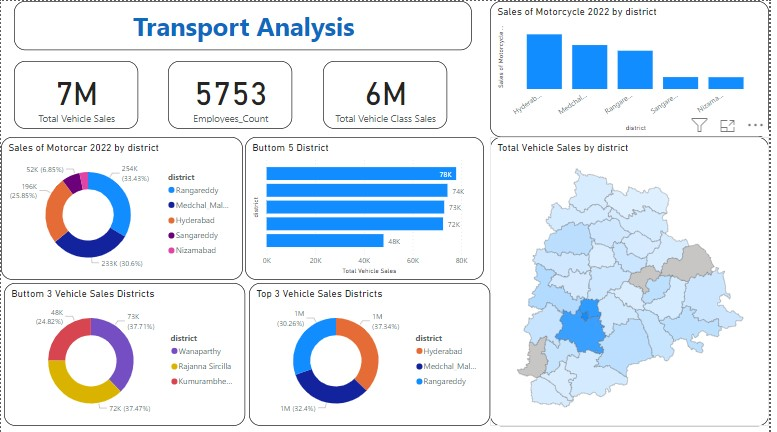 Transport Analysis
7M
Total Vehicle Sales
5753
Employees_Count
6M
Total Vehicle Class Sales
Sales of Motorcycle 2022 by district
Sales of Motorcycle...
Hyderab...
Medchal...
Rangare...
Sangare...
Nizama...
district
Sales of Motorcar 2022 by district
52K (6.85%)
254K
(33.43%)
196K
(25.85%)
233K (30.6%)
district
Rangareddy
Medchal Mal...
Hyderabad
Sangareddy
Nizamabad
Buttom 5 District
district
78K
74K
73K
72K
48K
0K
20K
40K
60K
80K
Total Vehicle Sales
Total Vehicle Sales by district
Buttom 3 Vehicle Sales Districts
48K
(24.82%)
73K
(37.71%)
72K (37.47%)
district
Wanaparthy
Rajanna Sircilla
Kumurambhe...
Top 3 Vehicle Sales Districts
1M
(30.26%)
1M
(37.34%)
1M (32.4%)
district
Hyderabad
Medchal Mal...
Rangareddy